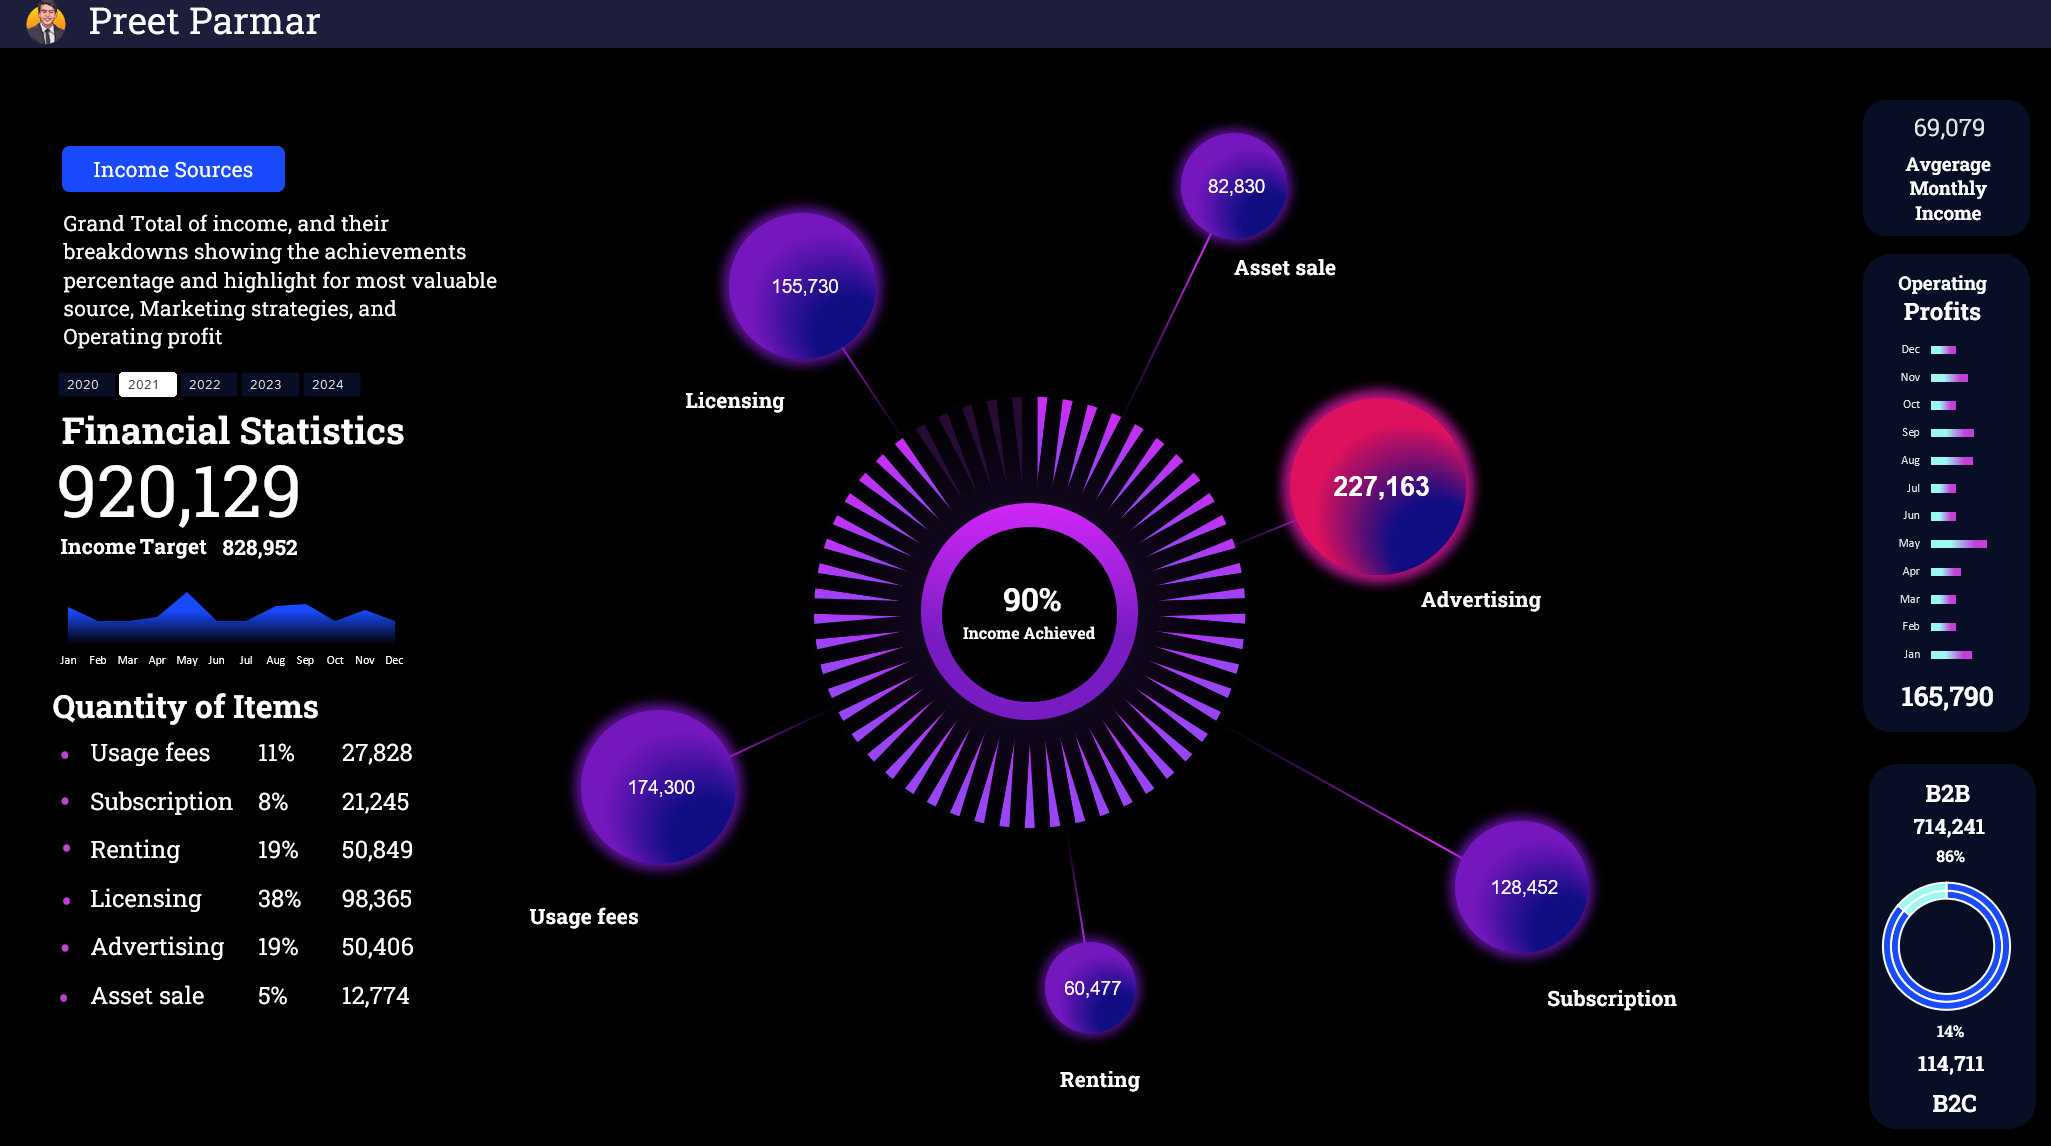 Preet Parmar
Income Sources
Grand Total of income, and their
breakdowns showing the achievements
percentage and highlight for most valuable
source, Marketing strategies, and
Operating profit
2020 2021 2022 2023 2024
Financial Statistics
920,129
Income Target 828,952
Jan Feb Mar Apr May Jun Jul Aug Sep Oct Nov Dec
Quantity of Items
• Usage fees 11% 27,828
• Subscription 8% 21,245
• Renting 19% 50,849
• Licensing 38% 98,365
• Advertising 19% 50,406
• Asset sale 5% 12,774
82,830
Asset sale
155,730
Licensing
227,163
Advertising
90%
Income Achieved
174,300
Usage fees
128,452
Subscription
60,477
Renting
69,079
Avgerage
Monthly
Income
Operating
Profits
Dec
Nov
Oct
Sep
Aug
Jul
Jun
May
Apr
Mar
Feb
Jan
165,790
B2B
714,241
86%
14%
114,711
B2C